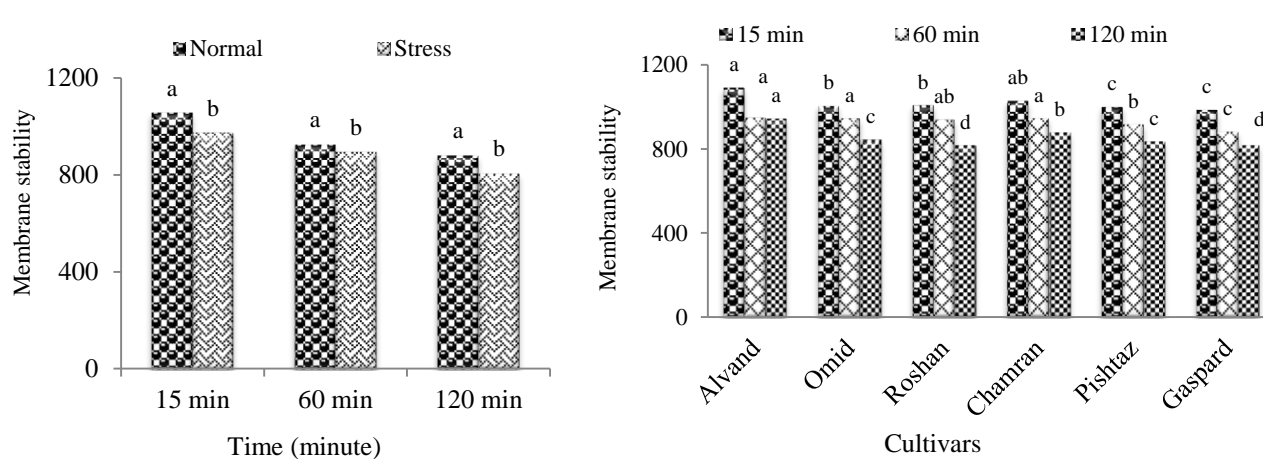 Normal Stress
Membrane stability
1200
800
400
0
a b a b a b
15 min 60 min 120 min
Time (minute)
15 min 60 min 120 min
Membrane stability
1200
800
400
0
a a a b a c b ab d ab a b c b c c c d
Alvand Omid Roshan Chamran Pishtaz Gaspard
Cultivars